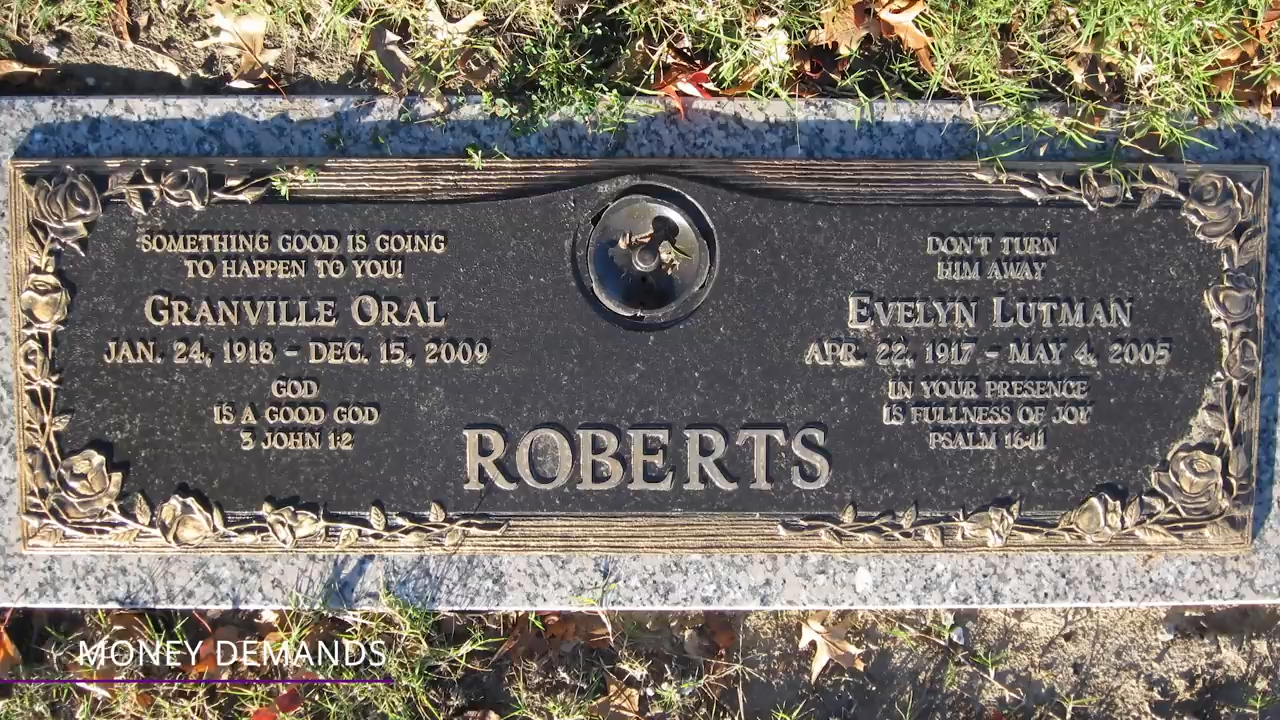 SOMETHING GOOD IS GOING
TO HAPPEN TO YOU!
GRANVILLE ORAL
JAN. 24, 1918 – DEC. 15, 2009
GOD
IS A GOOD GOD
3 JOHN 1:2
DON'T TURN
HIM AWAY
EVELYN LUTMAN
APR. 22, 1917 – MAY 4, 2005
IN YOUR PRESENCE
IS FULLNESS OF JOY
PSALM 16:11
ROBERTS
MONEY DEMANDS